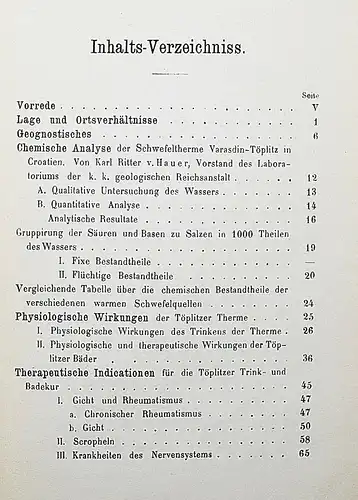 Inhalts-Verzeichniss.
Seite
Vorrede . . . . . . . . . . . . . . . . . . V
Lage und Ortsverhältnisse . . . . . . . . . . . 1
Geognostisches . . . . . . . . . . . . . . . 6
Chemische Analyse der Schwefeltherme Varasdin-Töplitz in
Croatien. Von Karl Ritter v. Hauer, Vorstand des Labora-
toriums der k. k. geologischen Reichsanstalt . . . . . . 12
A. Qualitative Untersuchung des Wassers . . . . . . 13
B. Quantitative Analyse . . . . . . . . . . . 14
Analytische Resultate . . . . . . . . . . . 16
Gruppirung der Säuren und Basen zu Salzen in 1000 Theilen
des Wassers . . . . . . . . . . . . . . . . 19
I. Fixe Bestandtheile . . . . . . . . . . . —
II. Flüchtige Bestandtheile . . . . . . . . . . 20
Vergleichende Tabelle über die chemischen Bestandtheile der
verschiedenen warmen Schwefelquellen . . . . . . . 24
Physiologische Wirkungen der Töplitzer Therme . . . . 25
I. Physiologische Wirkungen des Trinkens der Therme . 26
II. Physiologische und therapeutische Wirkungen der Töp-
litzer Bäder . . . . . . . . . . . . . . 36
Therapeutische Indicationen für die Töplitzer Trink- und
Badekur . . . . . . . . . . . . . . . . . 45
I. Gicht und Rheumatismus . . . . . . . . . . 47
a. Chronischer Rheumatismus . . . . . . . . 47
b. Gicht . . . . . . . . . . . . . . . . 50
II. Scropheln . . . . . . . . . . . . . . . 58
III. Krankheiten des Nervensystems . . . . . . . . 65